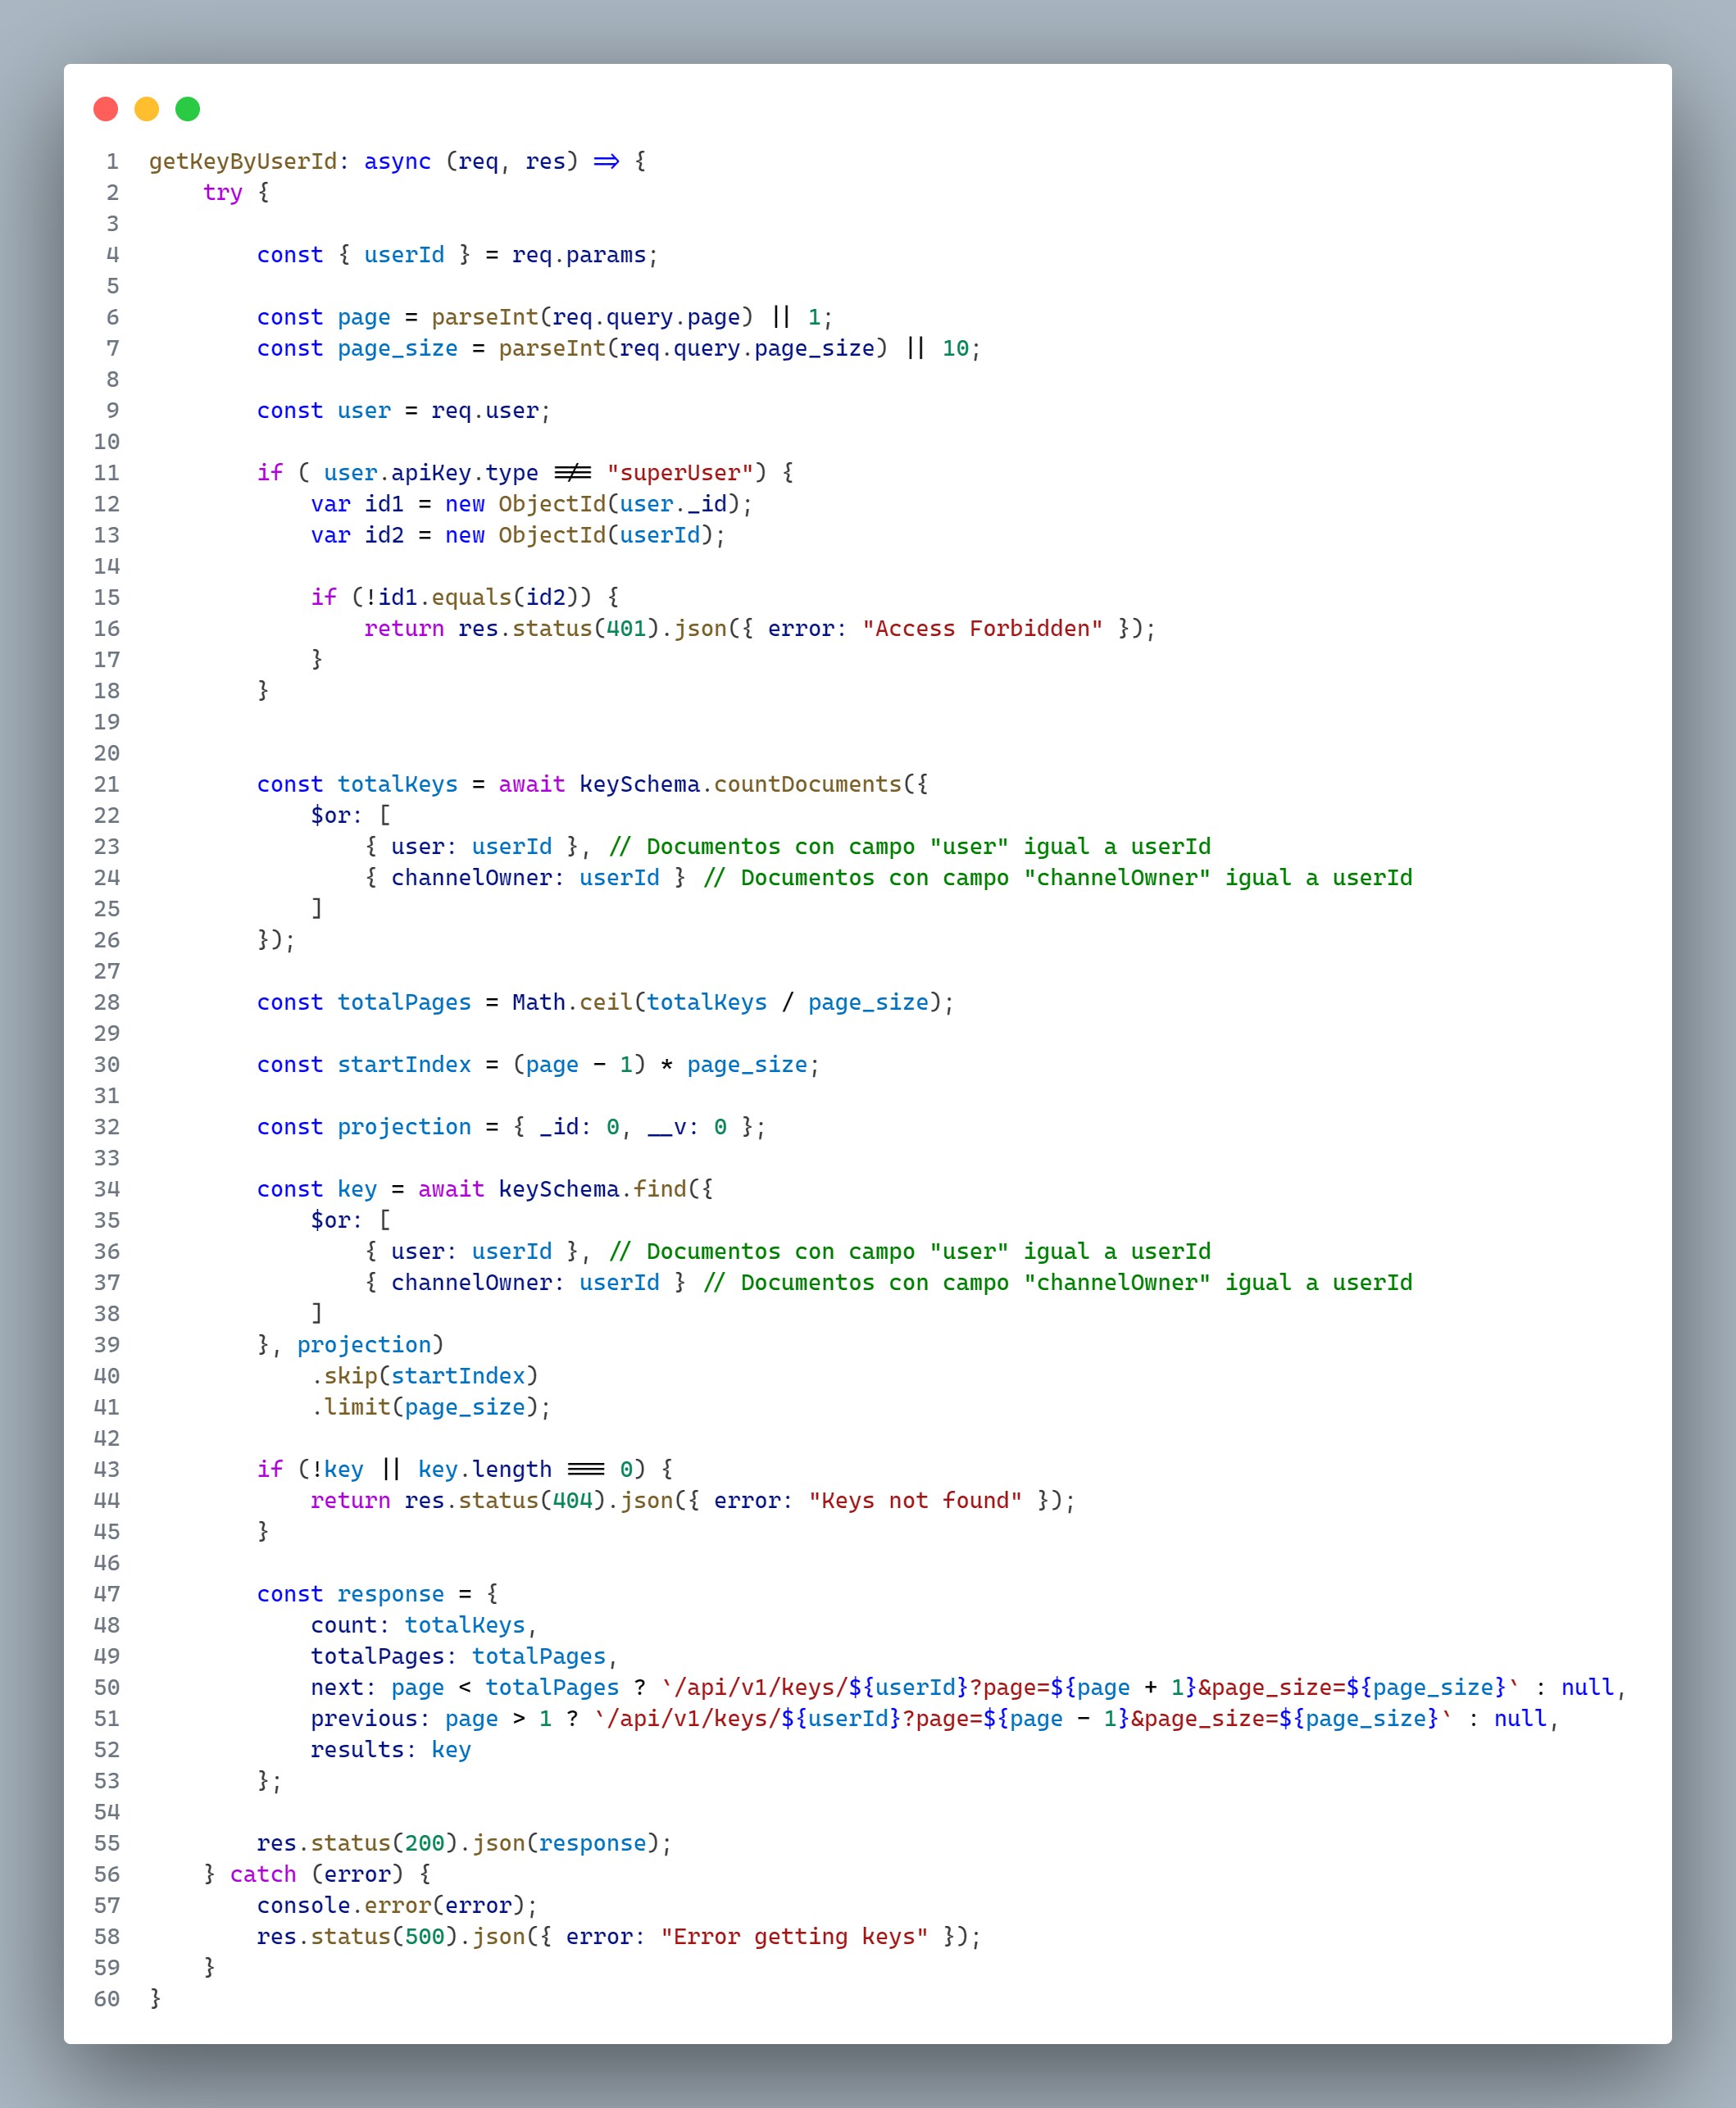 1 getKeyByUserId: async (req, res) => {
2     try {
3
4         const { userId } = req.params;
5
6         const page = parseInt(req.query.page) || 1;
7         const page_size = parseInt(req.query.page_size) || 10;
8
9         const user = req.user;
10
11         if ( user.apiKey.type !== "superUser") {
12             var id1 = new ObjectId(user._id);
13             var id2 = new ObjectId(userId);
14
15             if (!id1.equals(id2)) {
16                 return res.status(401).json({ error: "Access Forbidden" });
17             }
18         }
19
20
21         const totalKeys = await keySchema.countDocuments({
22             $or: [
23                 { user: userId }, // Documentos con campo "user" igual a userId
24                 { channelOwner: userId } // Documentos con campo "channelOwner" igual a userId
25             ]
26         });
27
28         const totalPages = Math.ceil(totalKeys / page_size);
29
30         const startIndex = (page - 1) * page_size;
31
32         const projection = { _id: 0, __v: 0 };
33
34         const key = await keySchema.find({
35             $or: [
36                 { user: userId }, // Documentos con campo "user" igual a userId
37                 { channelOwner: userId } // Documentos con campo "channelOwner" igual a userId
38             ]
39         }, projection)
40             .skip(startIndex)
41             .limit(page_size);
42
43         if (!key || key.length === 0) {
44             return res.status(404).json({ error: "Keys not found" });
45         }
46
47         const response = {
48             count: totalKeys,
49             totalPages: totalPages,
50             next: page < totalPages ? `/api/v1/keys/${userId}?page=${page + 1}&page_size=${page_size}` : null,
51             previous: page > 1 ? `/api/v1/keys/${userId}?page=${page - 1}&page_size=${page_size}` : null,
52             results: key
53         };
54
55         res.status(200).json(response);
56     } catch (error) {
57         console.error(error);
58         res.status(500).json({ error: "Error getting keys" });
59     }
60 }